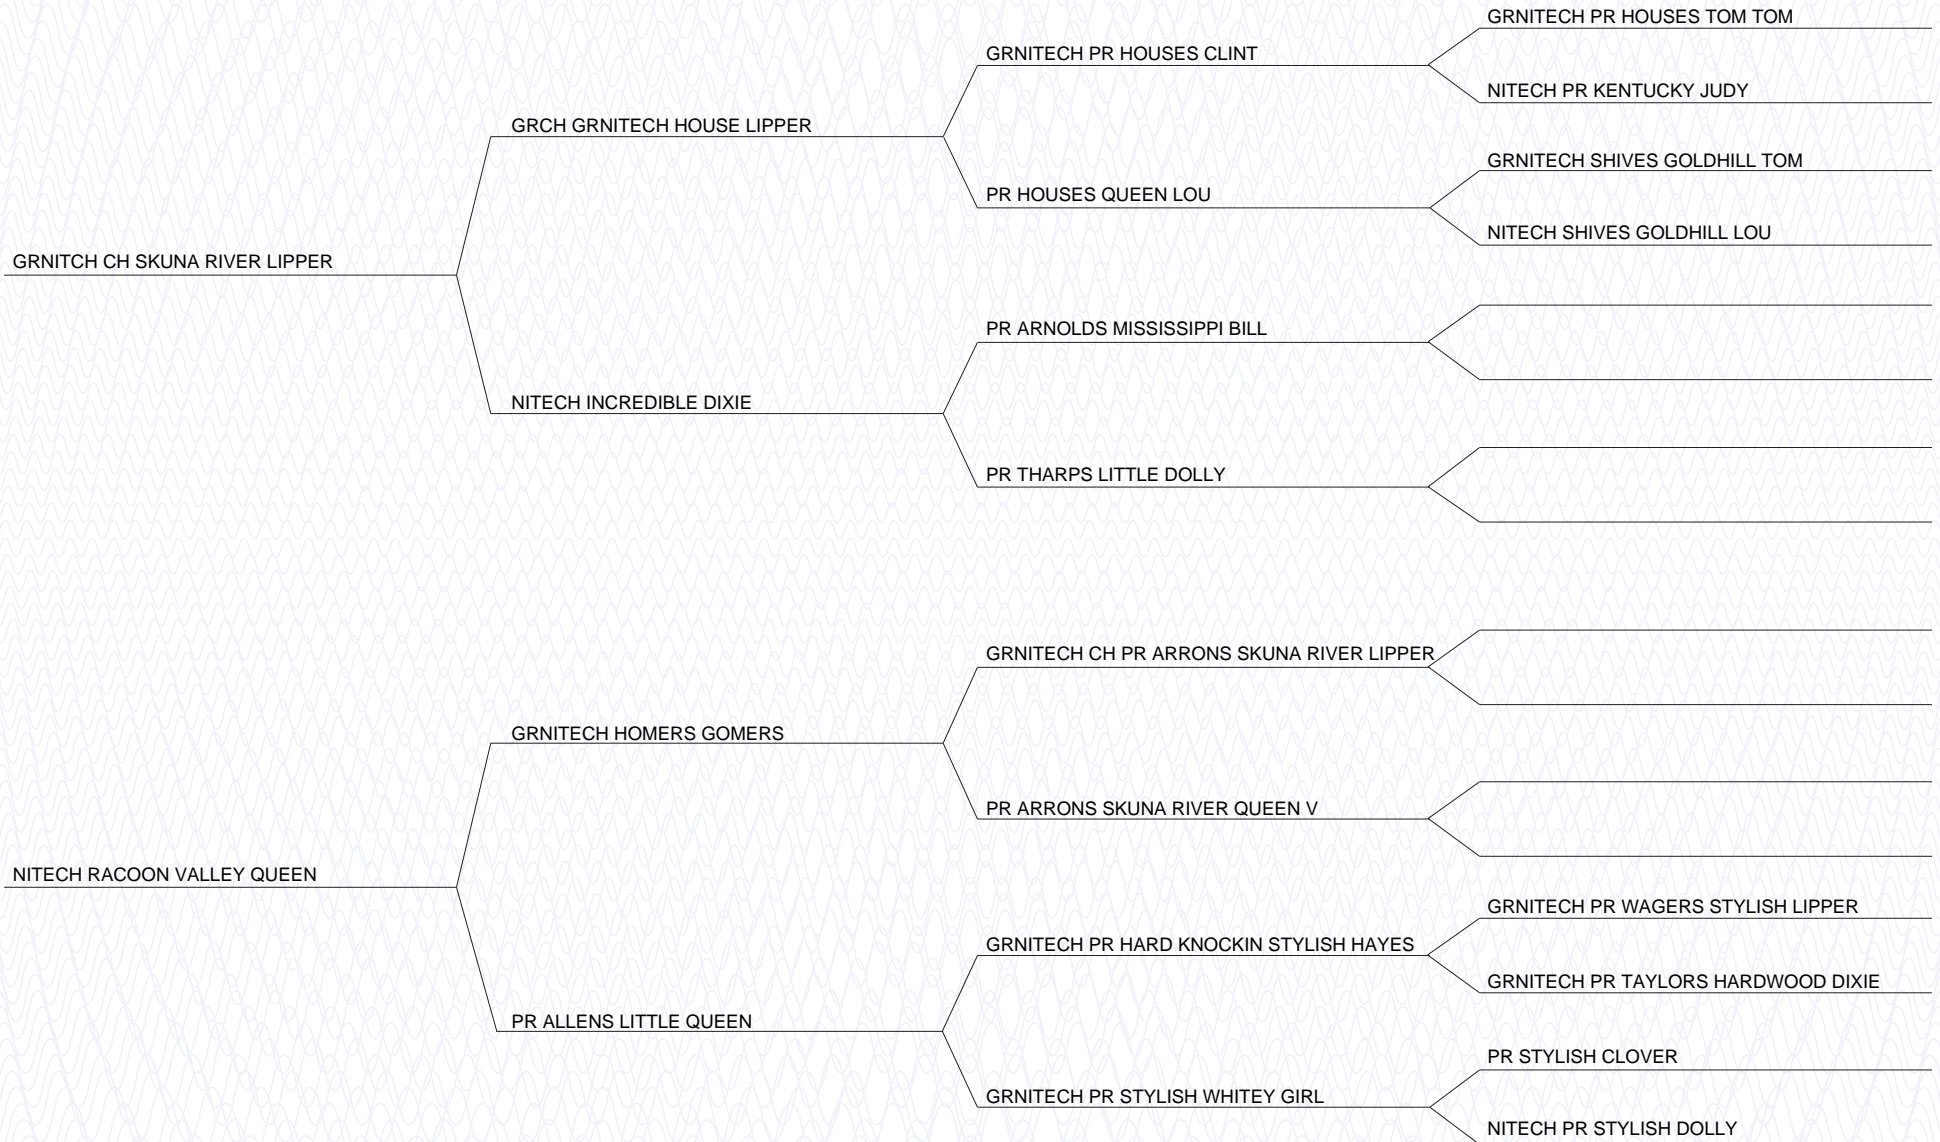 GRNITECH PR HOUSES TOM TOM
GRNITECH PR HOUSES CLINT
NITECH PR KENTUCKY JUDY
GRCH GRNITECH HOUSE LIPPER
GRNITECH SHIVES GOLDHILL TOM
PR HOUSES QUEEN LOU
NITECH SHIVES GOLDHILL LOU
GRNITCH CH SKUNA RIVER LIPPER
PR ARNOLDS MISSISSIPPI BILL
NITECH INCREDIBLE DIXIE
PR THARPS LITTLE DOLLY
GRNITECH CH PR ARRONS SKUNA RIVER LIPPER
GRNITECH HOMERS GOMERS
PR ARRONS SKUNA RIVER QUEEN V
NITECH RACOON VALLEY QUEEN
GRNITECH PR WAGERS STYLISH LIPPER
GRNITECH PR HARD KNOCKIN STYLISH HAYES
GRNITECH PR TAYLORS HARDWOOD DIXIE
PR ALLENS LITTLE QUEEN
PR STYLISH CLOVER
GRNITECH PR STYLISH WHITEY GIRL
NITECH PR STYLISH DOLLY